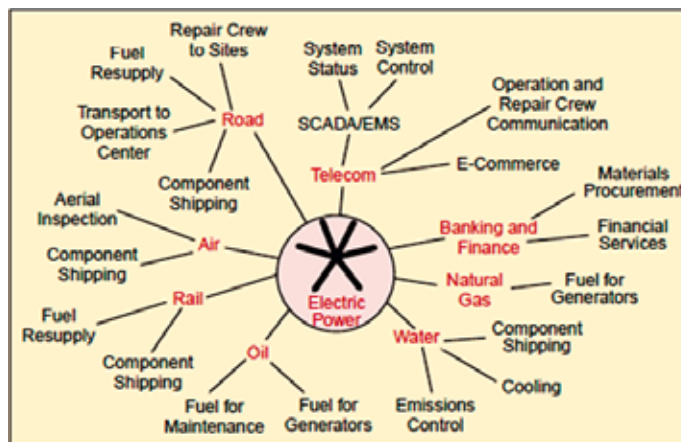 Repair Crew
to Sites
Fuel
Resupply
Transport to
Operations
Center
Road
Component
Shipping
System
Status
System
Control
SCADA/EMS
Operation and
Repair Crew
Communication
Telecom
E-Commerce
Materials
Procurement
Banking and
Finance
Financial
Services
Aerial
Inspection
Air
Component
Shipping
Electric
Power
Natural
Gas
Fuel for
Generators
Rail
Fuel
Resupply
Component
Shipping
Oil
Fuel for
Maintenance
Fuel for
Generators
Water
Component
Shipping
Cooling
Emissions
Control